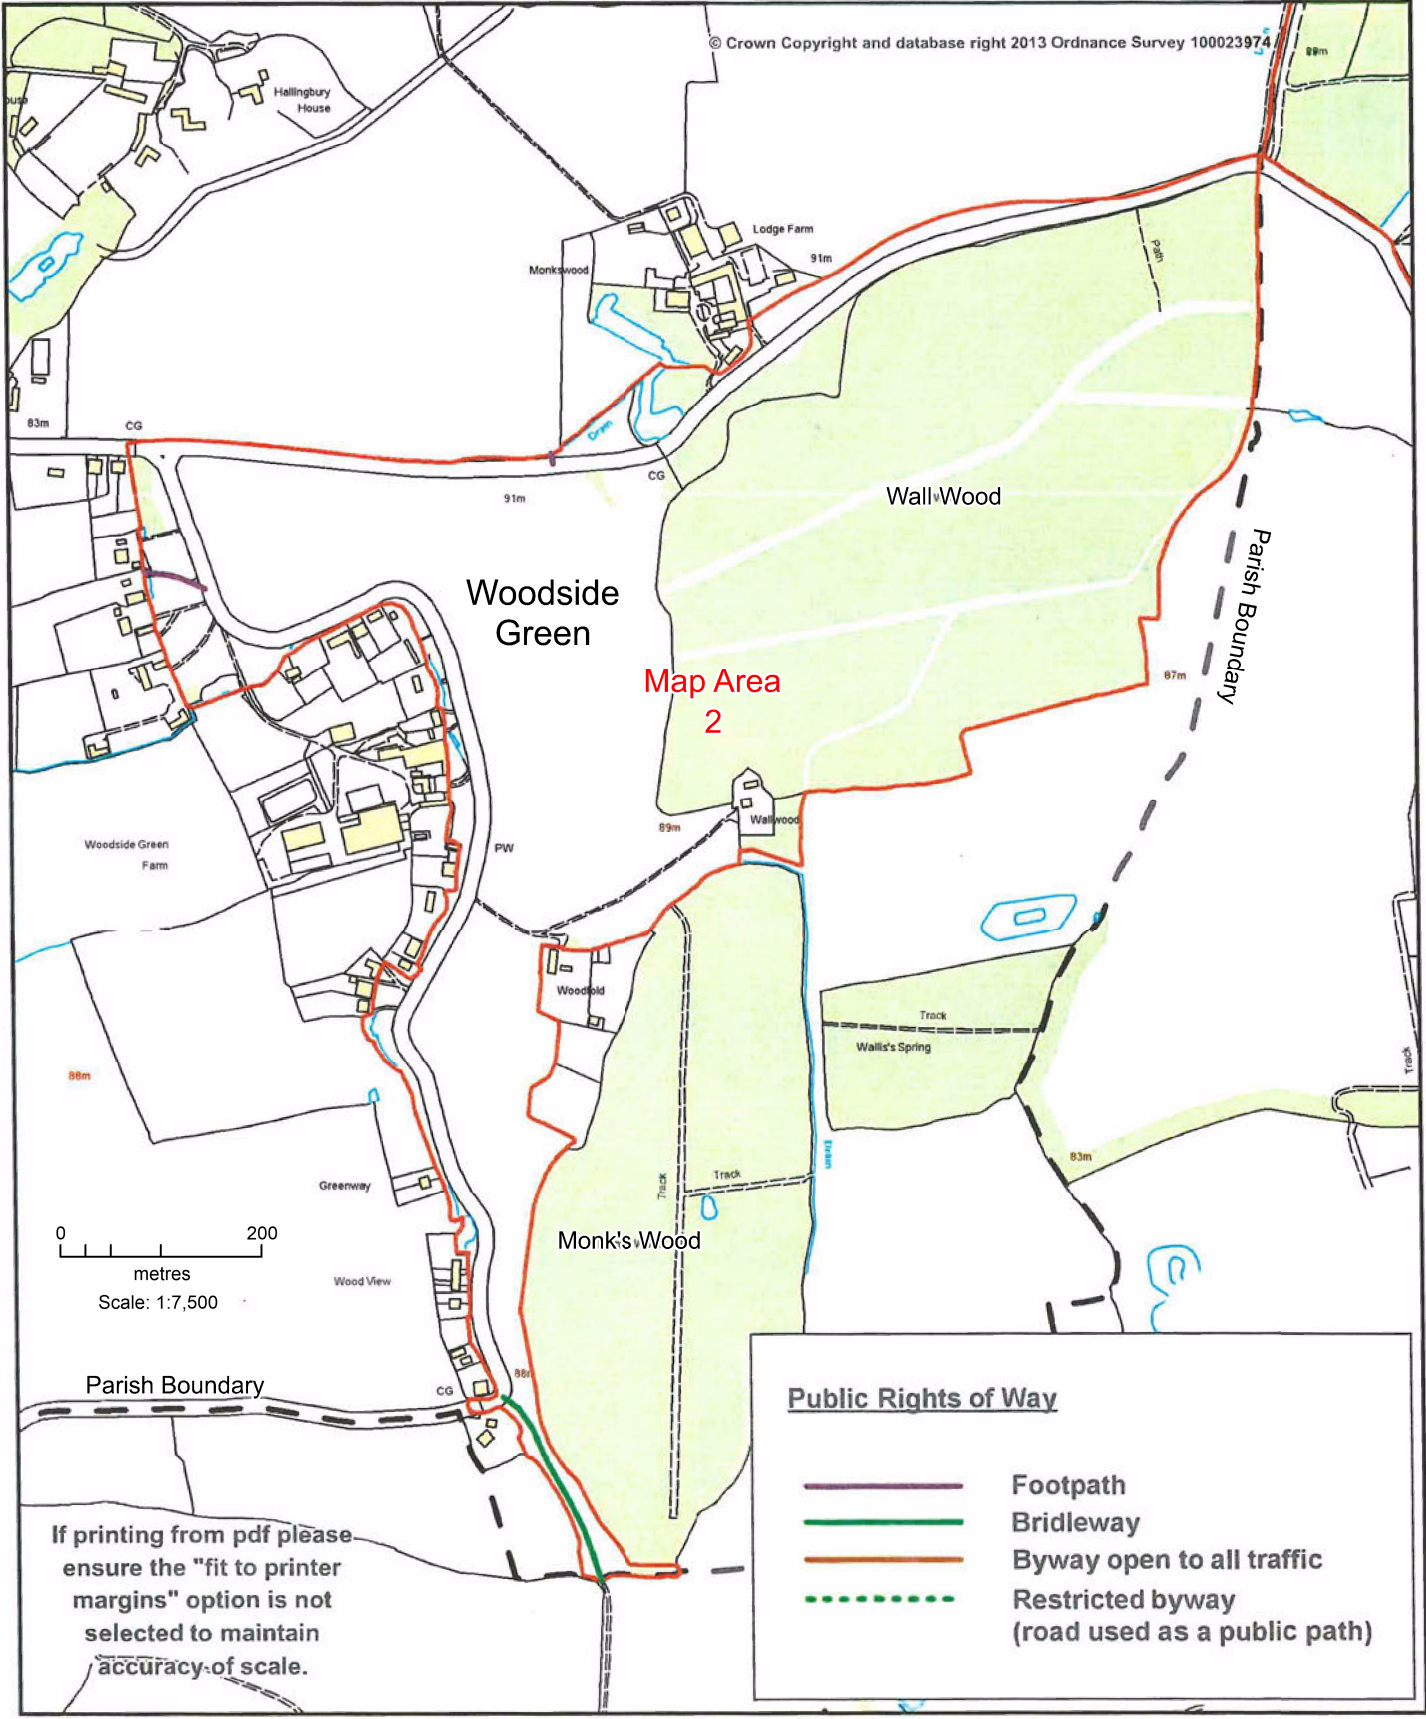 © Crown Copyright and database right 2013 Ordnance Survey 100023974
89m
Hallingbury
House
Lodge Farm
Monkswood
91m
Path
83m
CG
Drain
CG
91m
Wall Wood
Woodside
Green
Parish Boundary
Map Area
2
87m
89m
Wallwood
PW
Woodside Green
Farm
Woodfold
Track
Wallis's Spring
Track
88m
Drain
83m
Track
Track
Greenway
Monk's Wood
0 200
metres
Scale: 1:7,500
Wood View
88m
Parish Boundary
CG
Public Rights of Way
Footpath
Bridleway
Byway open to all traffic
Restricted byway
(road used as a public path)
If printing from pdf please
ensure the "fit to printer
margins" option is not
selected to maintain
accuracy of scale.